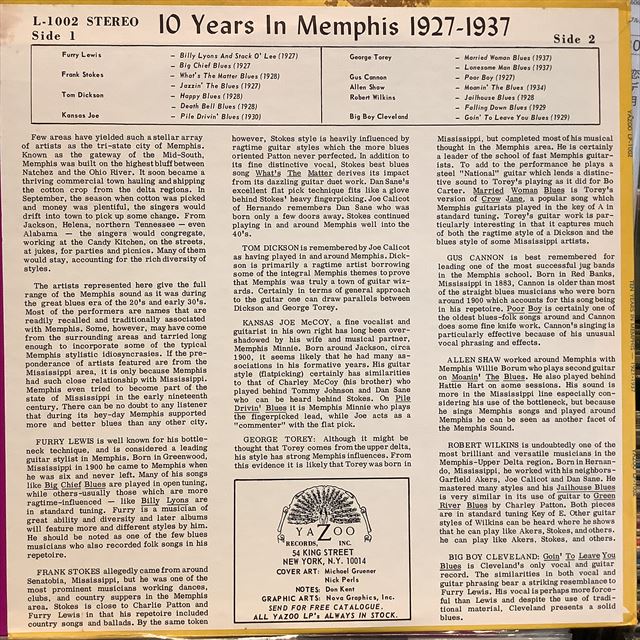 L-1002 STEREO
10 Years In Memphis 1927-1937
Side 1
Side 2
Furry Lewis – Billy Lyons And Stack O' Lee (1927)
– Big Chief Blues (1927
Frank Stokes – What's The Matter Blues (1928)
– Jazzin' The Blues (1927)
Tom Dickson – Happy Blues (1928)
– Death Bell Blues (1928)
Kansas Joe – Pile Drivin' Blues (1930)
George Torey – Married Woman Blues (1937)
– Lonesome Man Blues (1937)
Gus Cannon – Poor Boy (1927)
Allen Shaw – Moanin' The Blues (1934)
Robert Wilkins – Jailhouse Blues (1928
– Falling Down Blues (1929
Big Boy Cleveland – Goin' To Leave You Blues (1929)
Few areas have yielded such a stellar array
of artists as the tri-state city of Memphis.
Known as the gateway of the Mid-South,
Memphis was built on the highest bluff between
Natchez and the Ohio River. It soon became a
thriving commercial town hauling and shipping
the cotton crop from the delta regions. In
September, the season when cotton was picked
and money was plentiful, the singers would
drift into town to pick up some change. From
Jackson, Helena, northern Tennessee — even
Alabama — the singers would congregate,
working at the Candy Kitchen, on the streets,
at jukes, for parties and picnics. Many of them
would stay, accounting for the rich diversity of
styles.
The artists represented here give the full
range of the Memphis sound as it was during
the great blues era of the 20's and early 30's.
Most of the performers are names that are
readily recalled and traditionally associated
with Memphis. Some, however, may have come
from the surrounding areas and tarried long
enough to incorporate some of the typical
Memphis stylistic idiosyncrasies. If the pre-
ponderance of artists featured are from the
Mississippi area, it is only because Memphis
had such close relationship with Mississippi.
Memphis even tried to become part of the
state of Mississippi in the early nineteenth
century. There can be no doubt to any listener
that during its hey-day Memphis supported
more and better blues than any other city.
FURRY LEWIS is well known for his bottle-
neck technique, and is considered a leading
guitar stylist in Memphis. Born in Greenwood,
Mississippi in 1900 he came to Memphis when
he was six and never left. Many of his songs
like Big Chief Blues are played in open tuning,
while others-usually those which are more
ragtime-influenced — like Billy Lyons are
in standard tuning. Furry is a musician of
great ability and diversity and later albums
will feature more and different styles by him.
He should be noted as one of the few blues
musicians who also recorded folk songs in his
repetoire.
FRANK STOKES allegedly came from around
Senatobia, Mississippi, but he was one of the
most prominent musicians working dances,
clubs, and country suppers in the Memphis
area. Stokes is close to Charlie Patton and
Furry Lewis in that his repetoire included
country songs and ballads. By the same token
however, Stokes style is heavily influenced by
ragtime guitar styles which the more blues
oriented Patton never perfected. In addition to
its fine distinctive vocal, Stokes best blues
song What's The Matter derives its impact
from its dazzling guitar duet work. Dan Sane's
excellent flat pick technique fits like a glove
behind Stokes' heavy fingerpicking. Joe Calicot
of Hernando remembers Dan Sane who was
born only a few doors away. Stokes continued
playing in and around Memphis well into the
40's.
TOM DICKSON is remembered by Joe Calicot
as having played in and around Memphis. Dick-
son is primarily a ragtime artist borrowing
some of the integral Memphis themes to prove
that Memphis was truly a town of guitar wiz-
ards. Certainly in terms of general approach
to the guitar one can draw parallels between
Dickson and George Torey.
KANSAS JOE McCOY, a fine vocalist and
guitarist in his own right has long been over-
shadowed by his wife and musical partner,
Memphis Minnie. Born around Jackson, circa
1900, it seems likely that he had many as-
sociations in his formative years. His guitar
style (flatpicking) certainly has similarities
to that of Charley McCoy (his brother) who
played behind Tommy Johnson and Dan Sane
who can be heard behind Stokes. On Pile
Drivin' Blues it is Memphis Minnie who plays
the fingerpicked lead, while Joe acts as a
"commenter" with the flat pick.
GEORGE TOREY: Although it might be
thought that Torey comes from the upper delta,
his style has strong Memphis influences. From
this evidence it is likely that Torey was born in
YAZOO
RECORDS, INC.
54 KING STREET
NEW YORK, N.Y. 10014
COVER ART: Michael Gruener
Nick Perls
NOTES: Don Kent
GRAPHIC ARTS: Nova Graphics, Inc.
SEND FOR FREE CATALOGUE.
ALL YAZOO LP's ALWAYS IN STOCK.
Mississippi, but completed most of his musical
thought in the Memphis area. He is certainly
a leader of the school of fast Memphis guitar-
ists. To add to the performance he plays a
steel "National" guitar which lends a distinc-
tive sound to Torey's playing as it did for Bo
Carter. Married Woman Blues is Torey's
version of Crow Jane, a popular song which
Memphis guitarists played in the key of A in
standard tuning. Torey's guitar work is par-
ticularly interesting in that it captures much
of both the ragtime style of a Dickson and the
blues style of some Mississippi artists.
GUS CANNON is best remembered for
leading one of the most successful jug bands
in the Memphis school. Born in Red Banks,
Mississippi in 1883, Cannon is older than most
of the straight blues musicians who were born
around 1900 which accounts for this song being
in his repetoire. Poor Boy is certainly one of
the oldest blues-folk songs around and Cannon
does some fine knife work. Cannon's singing is
particularly effective because of his unusual
vocal phrasing and effects.
ALLEN SHAW worked around Memphis with
Memphis Willie Borum who plays second guitar
on Moanin' The Blues. He also played behind
Hattie Hart on some sessions. His sound is
more in the Mississippi line especially con-
sidering his use of the bottleneck, but because
he sings Memphis songs and played around
Memphis he can be seen as another facet of
the Memphis Sound.
ROBERT WILKINS is undoubtedly one of the
most brilliant and versatile musicians in the
Memphis-Upper Delta region. Born in Hernan-
do, Mississippi, he worked with his neighbors-
Garfield Akers, Joe Calicot and Dan Sane. He
mastered many styles and his Jailhouse Blues
is very similar in its use of guitar to Green
River Blues by Charley Patton. Both pieces
are in standard tuning Key of E. Other guitar
styles of Wilkins can be heard where he shows
that he can play like Akers, Stokes, and others.
he can play like Akers, Stokes, and others.
BIG BOY CLEVELAND: Goin' To Leave You
Blues is Cleveland's only vocal and guitar
record. The similarities in both vocal and
guitar phrasing bear a striking resemblance to
Furry Lewis. His vocal is perhaps more force-
ful than Lewis and despite the use of tradi-
tional material, Cleveland presents a solid
blues.